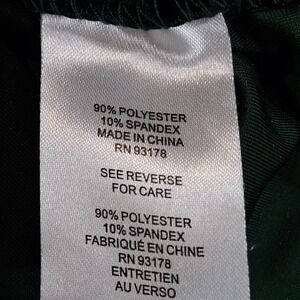 90% POLYESTER
10% SPANDEX
MADE IN CHINA
RN 93178
SEE REVERSE
FOR CARE
90% POLYESTER
10% SPANDEX
FABRIQUÉ EN CHINE
RN 93178
ENTRETIEN
AU VERSO